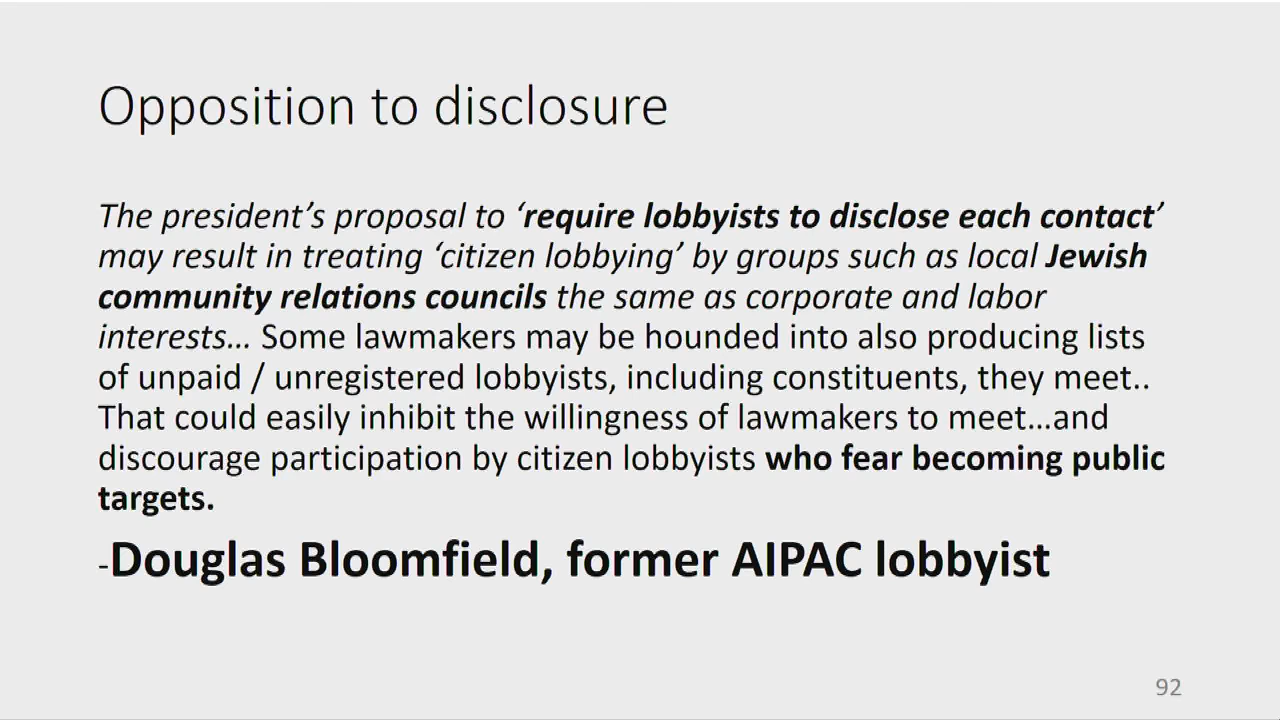 Opposition to disclosure
The president’s proposal to ‘require lobbyists to disclose each contact’
may result in treating ‘citizen lobbying’ by groups such as local Jewish
community relations councils the same as corporate and labor
interests… Some lawmakers may be hounded into also producing lists
of unpaid / unregistered lobbyists, including constituents, they meet..
That could easily inhibit the willingness of lawmakers to meet…and
discourage participation by citizen lobbyists who fear becoming public
targets.
-Douglas Bloomfield, former AIPAC lobbyist
92